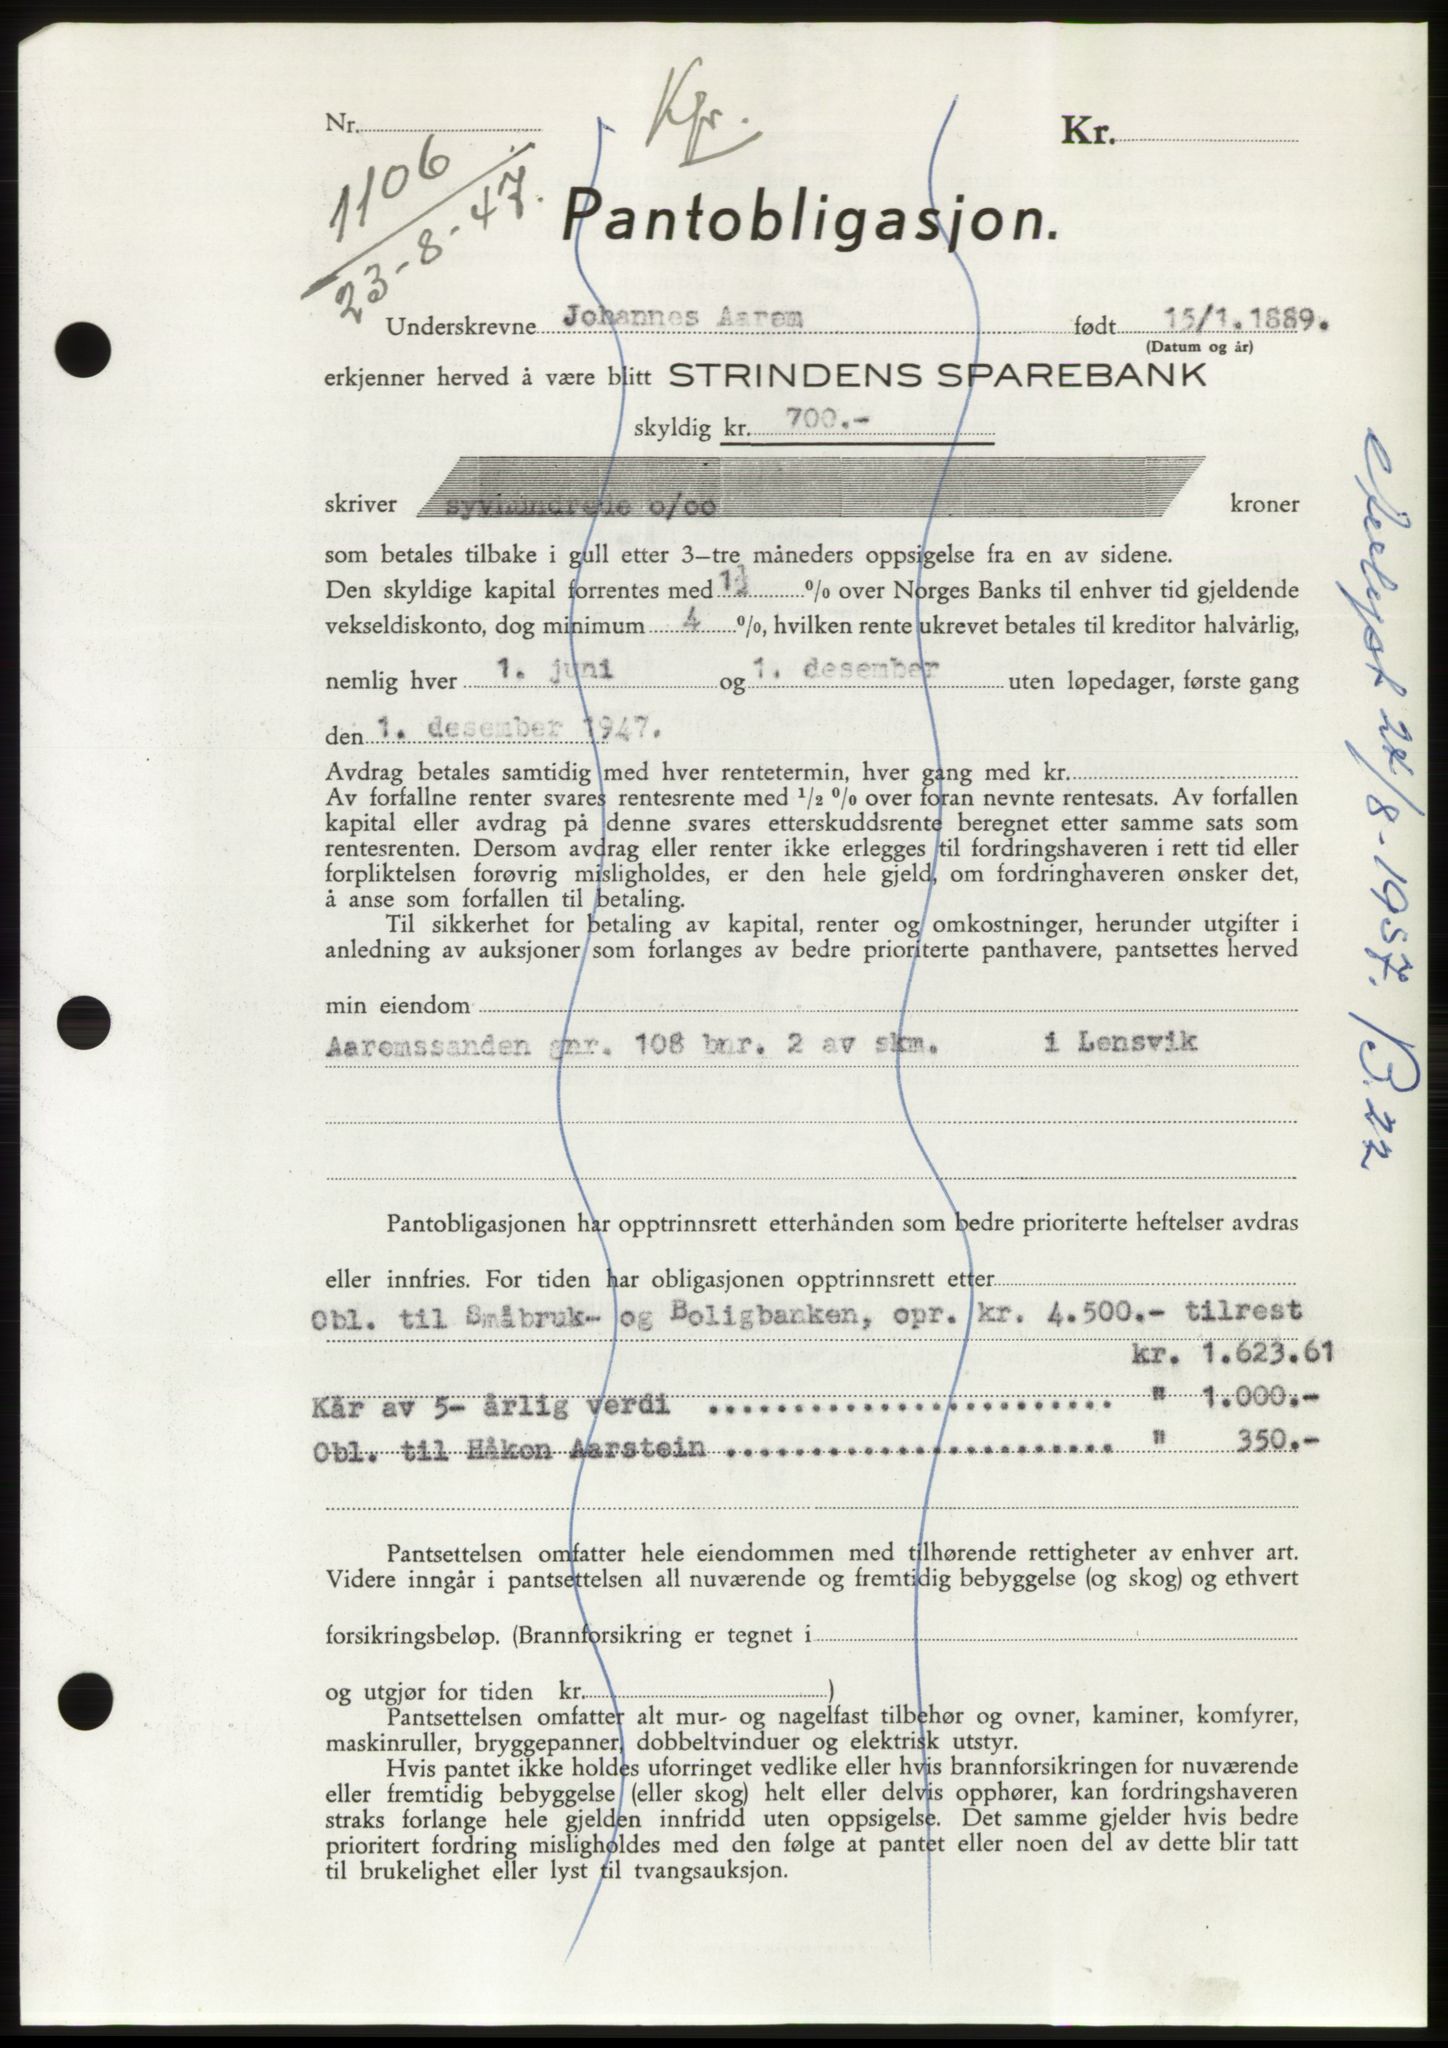 Kfr.
Nr.
Kr.
1106
23-8-47.
Pantobligasjon.
Underskrevne Johannes Aarem født 15/1.1889.
(Datum og år)
erkjenner herved å være blitt STRINDENS SPAREBANK
skyldig kr. 700.-
skriver syvhundrede o/oo kroner
som betales tilbake i gull etter 3–tre måneders oppsigelse fra en av sidene.
Den skyldige kapital forrentes med 1½ % over Norges Banks til enhver tid gjeldende
vekseldiskonto, dog minimum 4 %, hvilken rente ukrevet betales til kreditor halvårlig,
nemlig hver 1. juni og 1. desember uten løpedager, første gang
den 1. desember 1947.
Avdrag betales samtidig med hver rentetermin, hver gang med kr.
Av forfallne renter svares rentesrente med 1/2 % over foran nevnte rentesats. Av forfallen
kapital eller avdrag på denne svares etterskuddsrente beregnet etter samme sats som
rentesrenten. Dersom avdrag eller renter ikke erlegges til fordringshaveren i rett tid eller
forpliktelsen forøvrig misligholdes, er den hele gjeld, om fordringhaveren ønsker det,
å anse som forfallen til betaling.
Til sikkerhet for betaling av kapital, renter og omkostninger, herunder utgifter i
anledning av auksjoner som forlanges av bedre prioriterte panthavere, pantsettes herved
min eiendom
Aaremssanden gnr. 108 bnr. 2 av skm. i Lensvik
Pantobligasjonen har opptrinnsrett etterhånden som bedre prioriterte heftelser avdras
eller innfries. For tiden har obligasjonen opptrinnsrett etter
Obl. til Småbruk- og Boligbanken, opr. kr. 4.500.- tilrest
kr. 1.623.61
Kår av 5- årlig verdi ........................ " 1.000.-
Obl. til Håkon Aarstein ........................ " 350.-
Pantsettelsen omfatter hele eiendommen med tilhørende rettigheter av enhver art.
Videre inngår i pantsettelsen all nuværende og fremtidig bebyggelse (og skog) og ethvert
forsikringsbeløp. (Brannforsikring er tegnet i
og utgjør for tiden kr. )
Pantsettelsen omfatter alt mur- og nagelfast tilbehør og ovner, kaminer, komfyrer,
maskinruller, bryggepanner, dobbeltvinduer og elektrisk utstyr.
Hvis pantet ikke holdes uforringet vedlike eller hvis brannforsikringen for nuværende
eller fremtidig bebyggelse (eller skog) helt eller delvis opphører, kan fordringshaveren
straks forlange hele gjelden innfridd uten oppsigelse. Det samme gjelder hvis bedre
prioritert fordring misligholdes med den følge at pantet eller noen del av dette blir tatt
til brukelighet eller lyst til tvangsauksjon.
Avlyst 24/8-1957. B.22